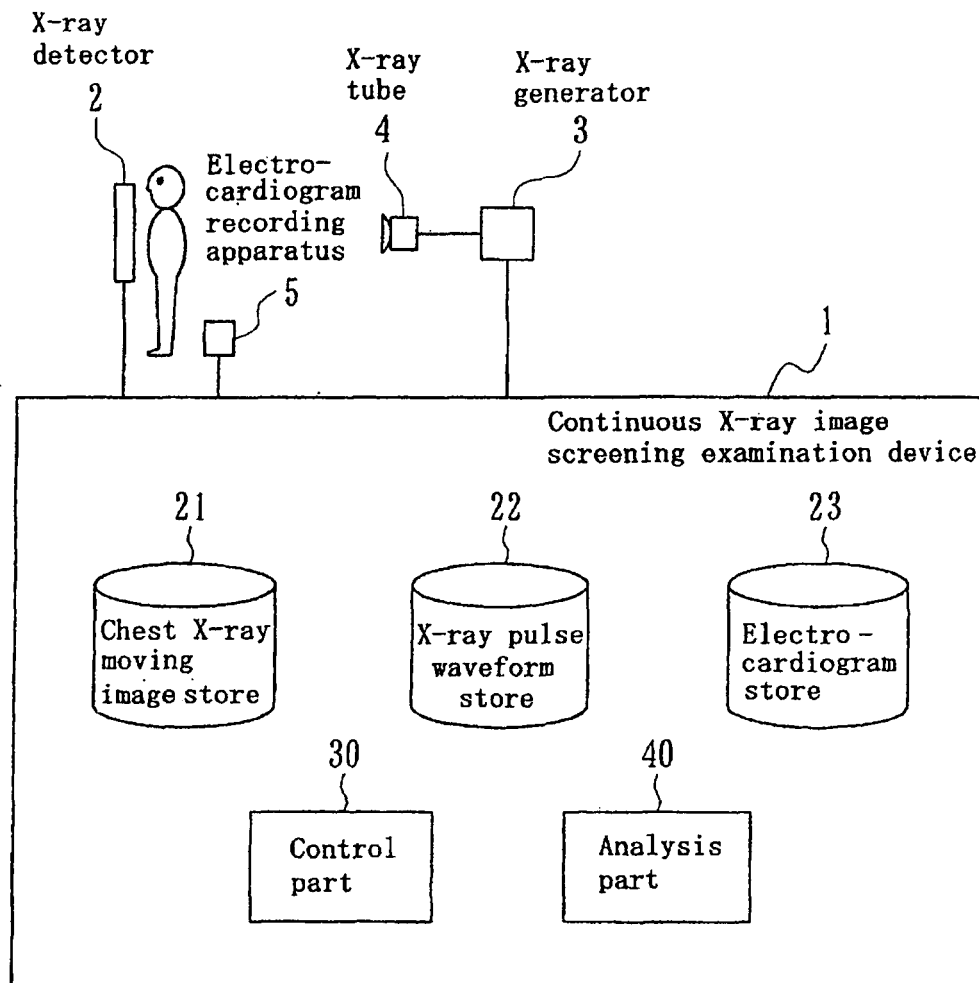 X-ray
detector
2
X-ray
tube
4
X-ray
generator
3
Electro-
cardiogram
recording
apparatus
5
1
Continuous X-ray image
screening examination device
21
Chest X-ray
moving
image store
22
X-ray pulse
waveform
store
23
Electro-
cardiogram
store
30
Control
part
40
Analysis
part